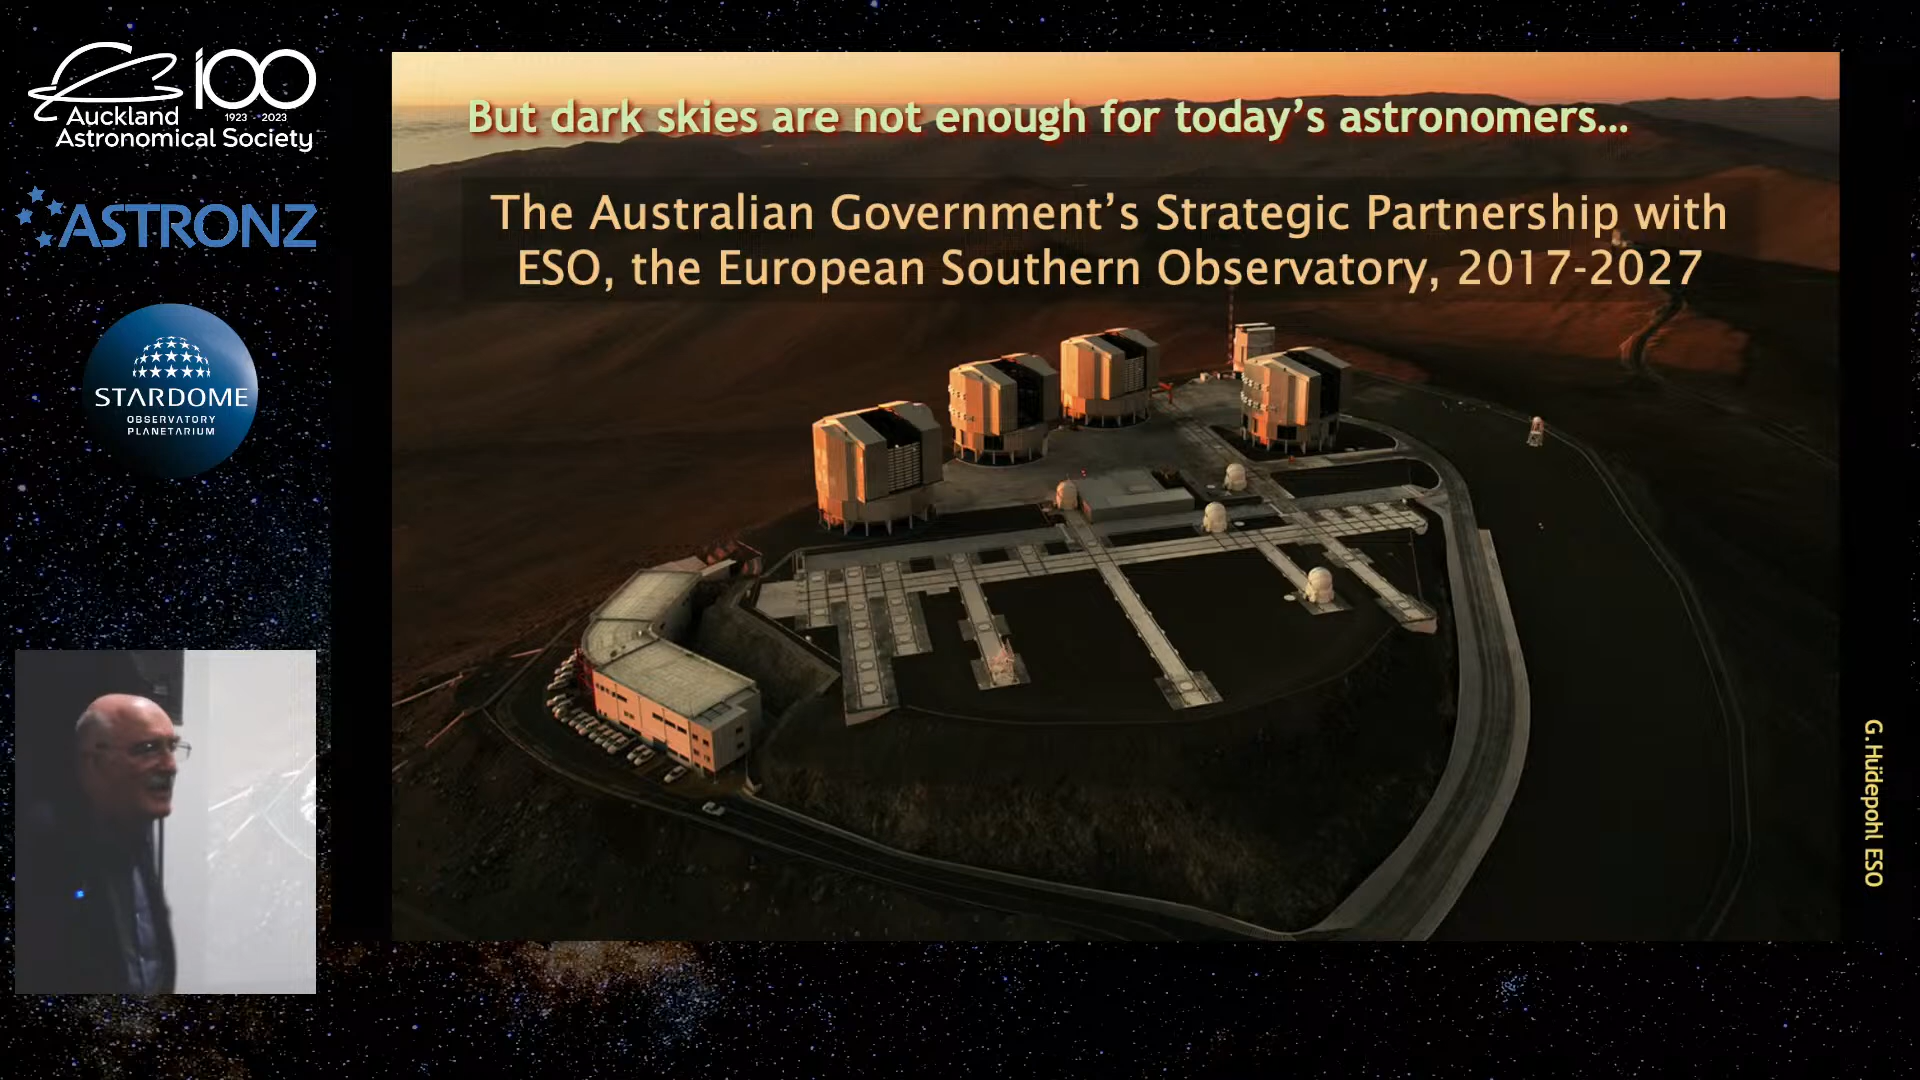 100
1923 - 2023
Auckland
Astronomical Society
ASTRONZ
STARDOME
OBSERVATORY
PLANETARIUM
But dark skies are not enough for today’s astronomers…
The Australian Government’s Strategic Partnership with
ESO, the European Southern Observatory, 2017-2027
G.Hüdepohl ESO